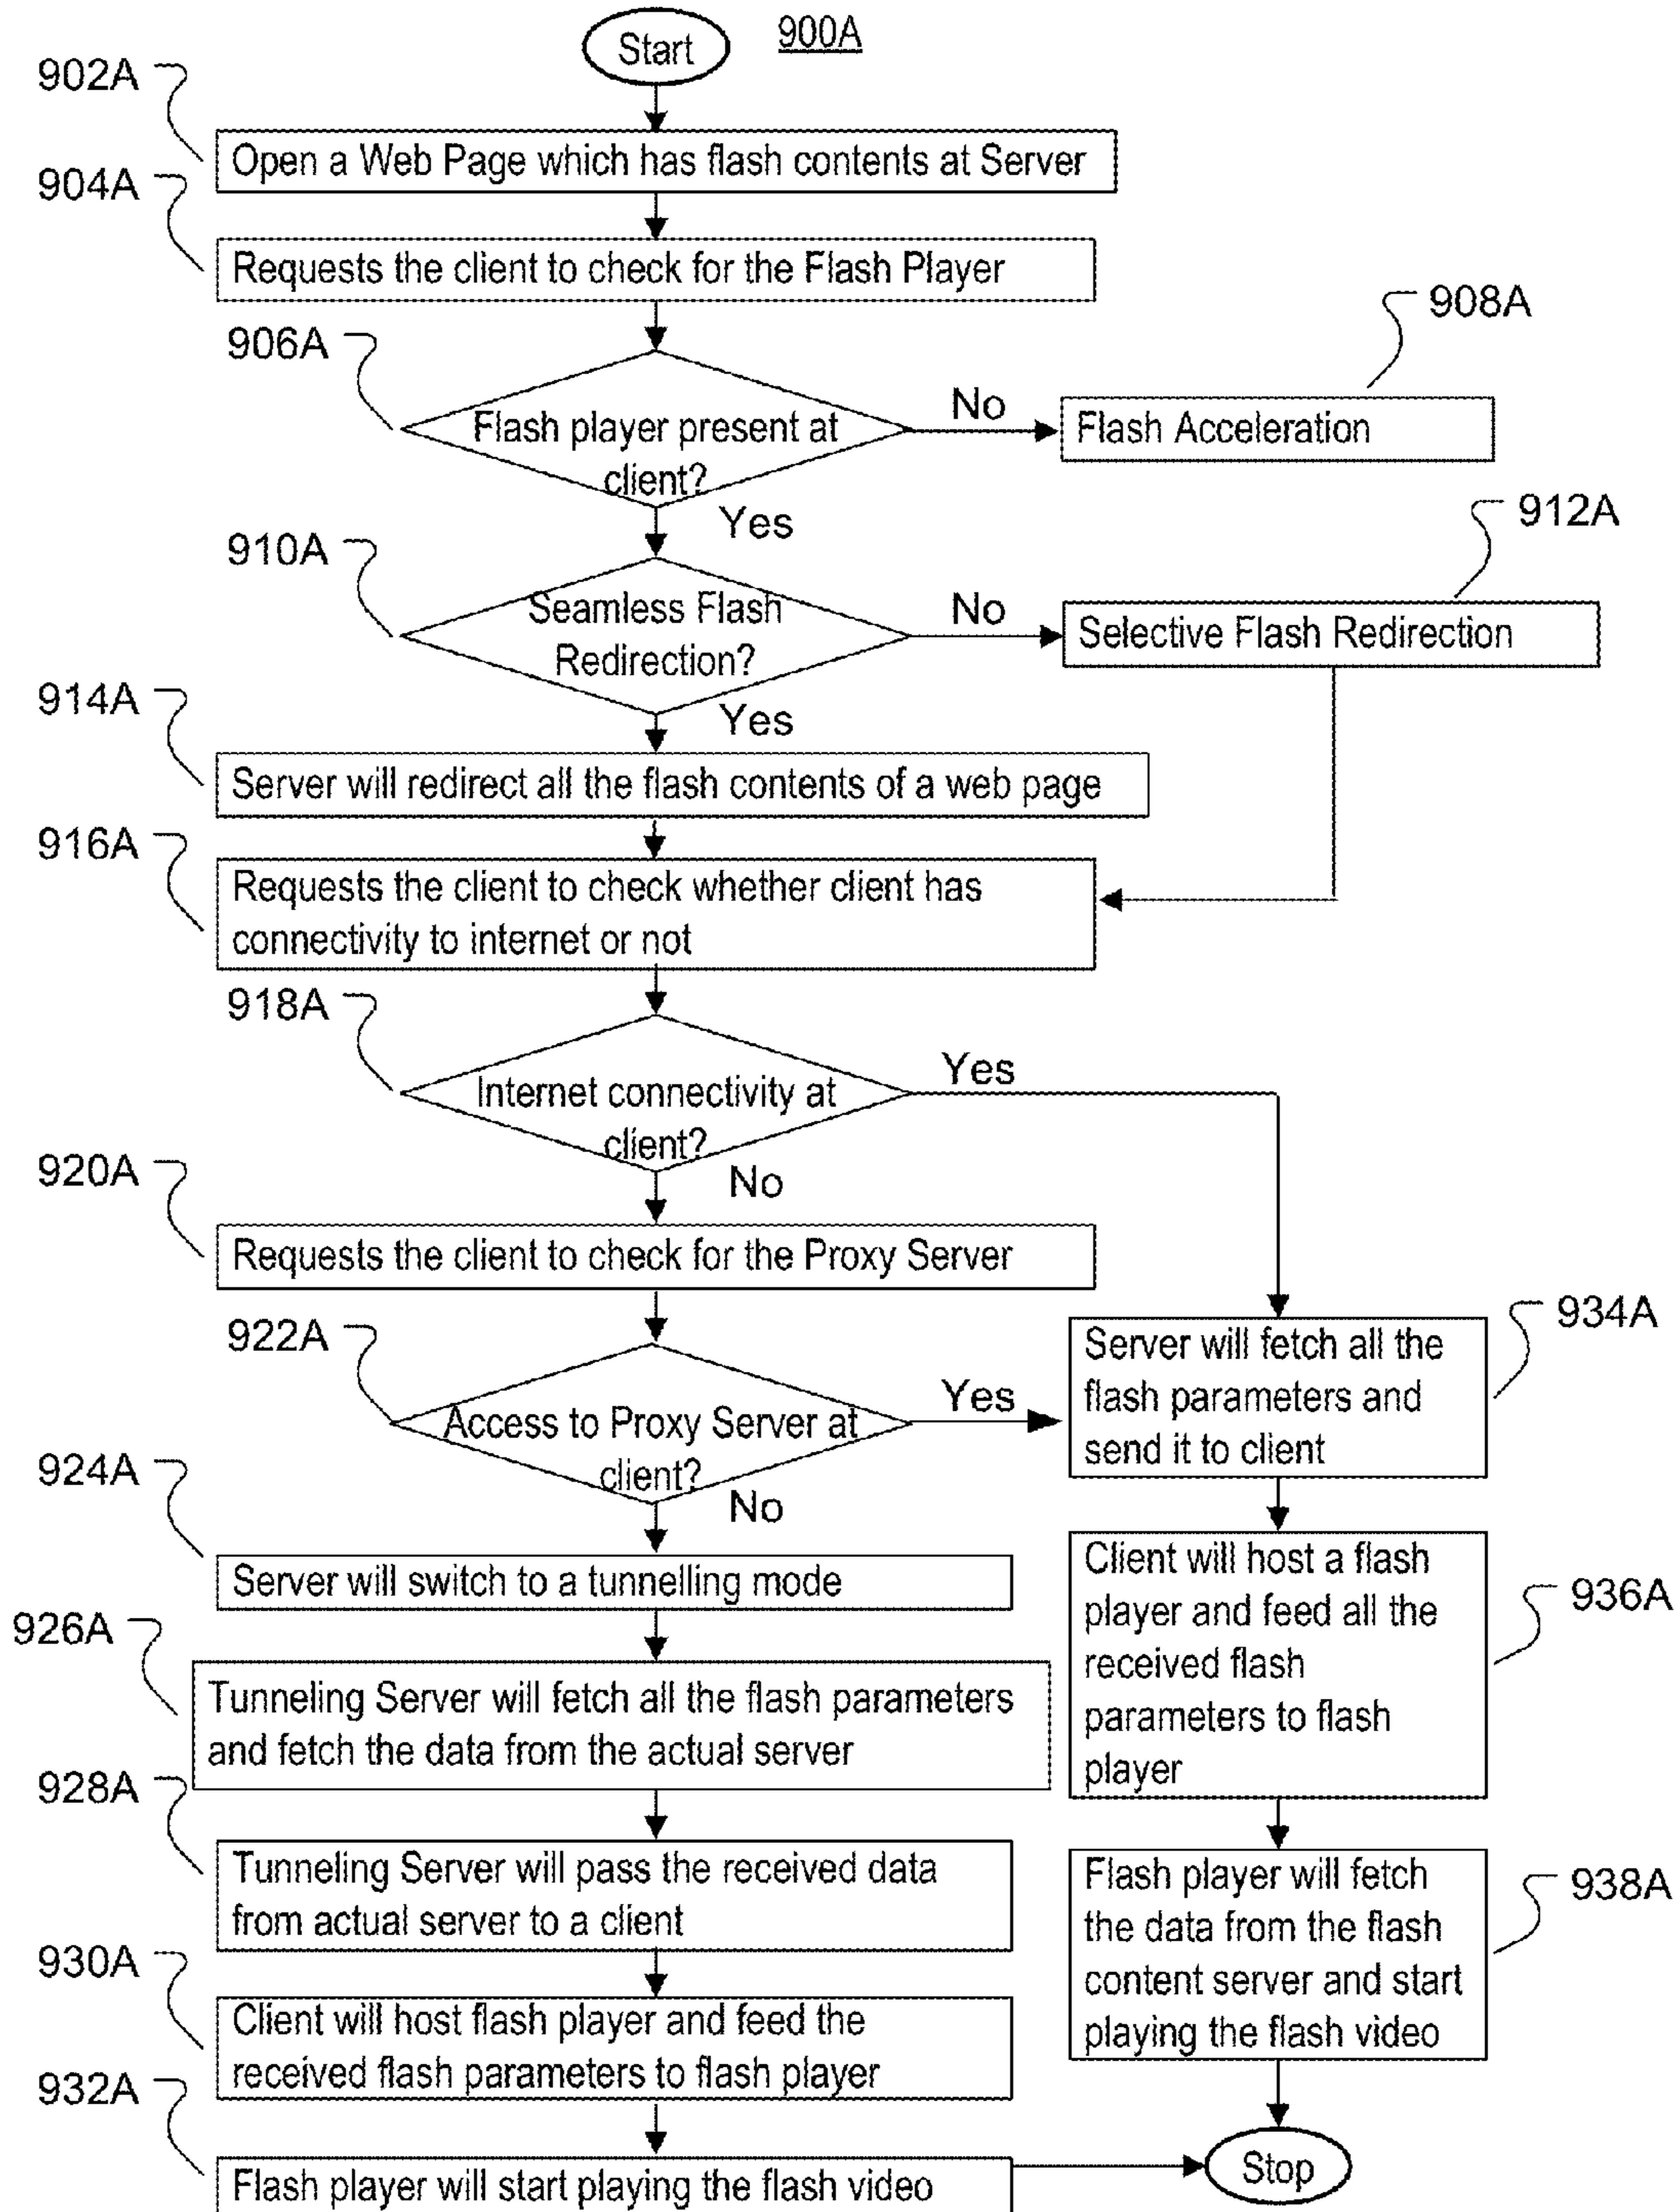 Start
900A
902A
Open a Web Page which has flash contents at Server
904A
Requests the client to check for the Flash Player
906A
Flash player present at
client?
No
908A
Flash Acceleration
Yes
910A
Seamless Flash
Redirection?
No
912A
Selective Flash Redirection
Yes
914A
Server will redirect all the flash contents of a web page
916A
Requests the client to check whether client has
connectivity to internet or not
918A
Internet connectivity at
client?
Yes
No
920A
Requests the client to check for the Proxy Server
922A
Access to Proxy Server at
client?
Yes
No
924A
Server will switch to a tunnelling mode
926A
Tunneling Server will fetch all the flash parameters
and fetch the data from the actual server
928A
Tunneling Server will pass the received data
from actual server to a client
930A
Client will host flash player and feed the
received flash parameters to flash player
932A
Flash player will start playing the flash video
934A
Server will fetch all the
flash parameters and
send it to client
936A
Client will host a flash
player and feed all the
received flash
parameters to flash
player
938A
Flash player will fetch
the data from the flash
content server and start
playing the flash video
Stop